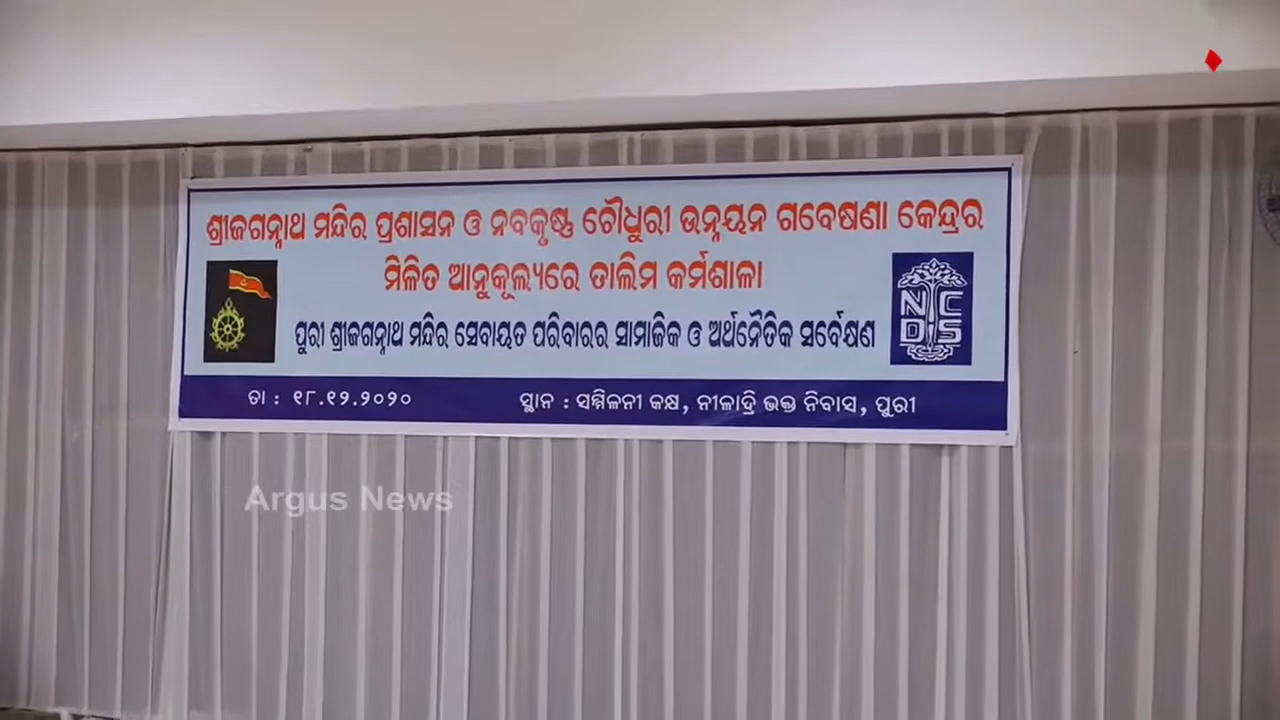 ଶ୍ରୀଜଗନ୍ନାଥ ମନ୍ଦିର ପ୍ରଶାସନ ଓ ନବକୃଷ୍ଣ ଚୌଧୁରୀ ଉନ୍ନୟନ ଗବେଷଣା କେନ୍ଦ୍ରର
ମିଳିତ ଆନୁକୂଲ୍ୟରେ ତାଲିମ କର୍ମଶାଳା
ପୁରୀ ଶ୍ରୀଜଗନ୍ନାଥ ମନ୍ଦିର ସେବାୟତ ପରିବାରର ସାମାଜିକ ଓ ଅର୍ଥନୈତିକ ସର୍ବେକ୍ଷଣ
NCDS
ତା : ୧୮.୧୨.୨୦୨୦ ସ୍ଥାନ : ସମ୍ମିଳନୀ କକ୍ଷ, ନୀଳାଦ୍ରି ଭକ୍ତ ନିବାସ, ପୁରୀ
Argus News